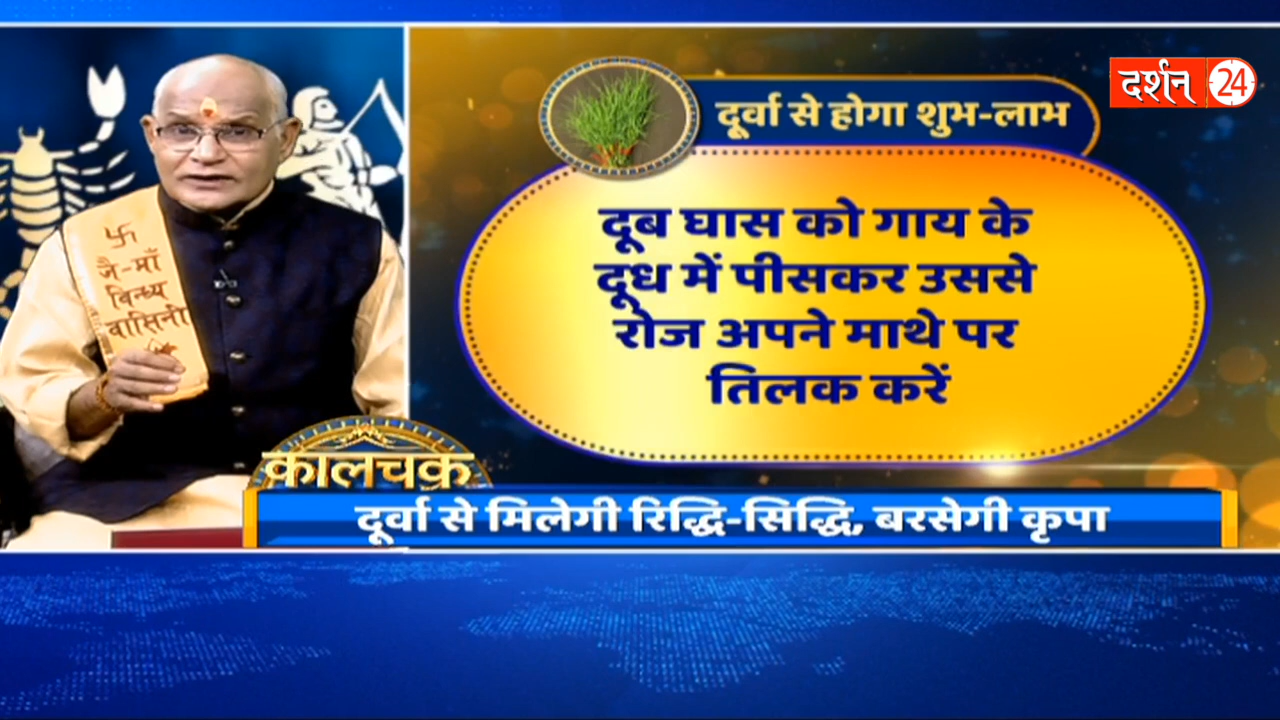 दर्शन 24
दूर्वा से होगा शुभ-लाभ
दूब घास को गाय के
दूध में पीसकर उससे
रोज अपने माथे पर
तिलक करें
जै-माँ
विन्ध्य
वासिनी
कालचक्र
दूर्वा से मिलेगी रिद्धि-सिद्धि, बरसेगी कृपा